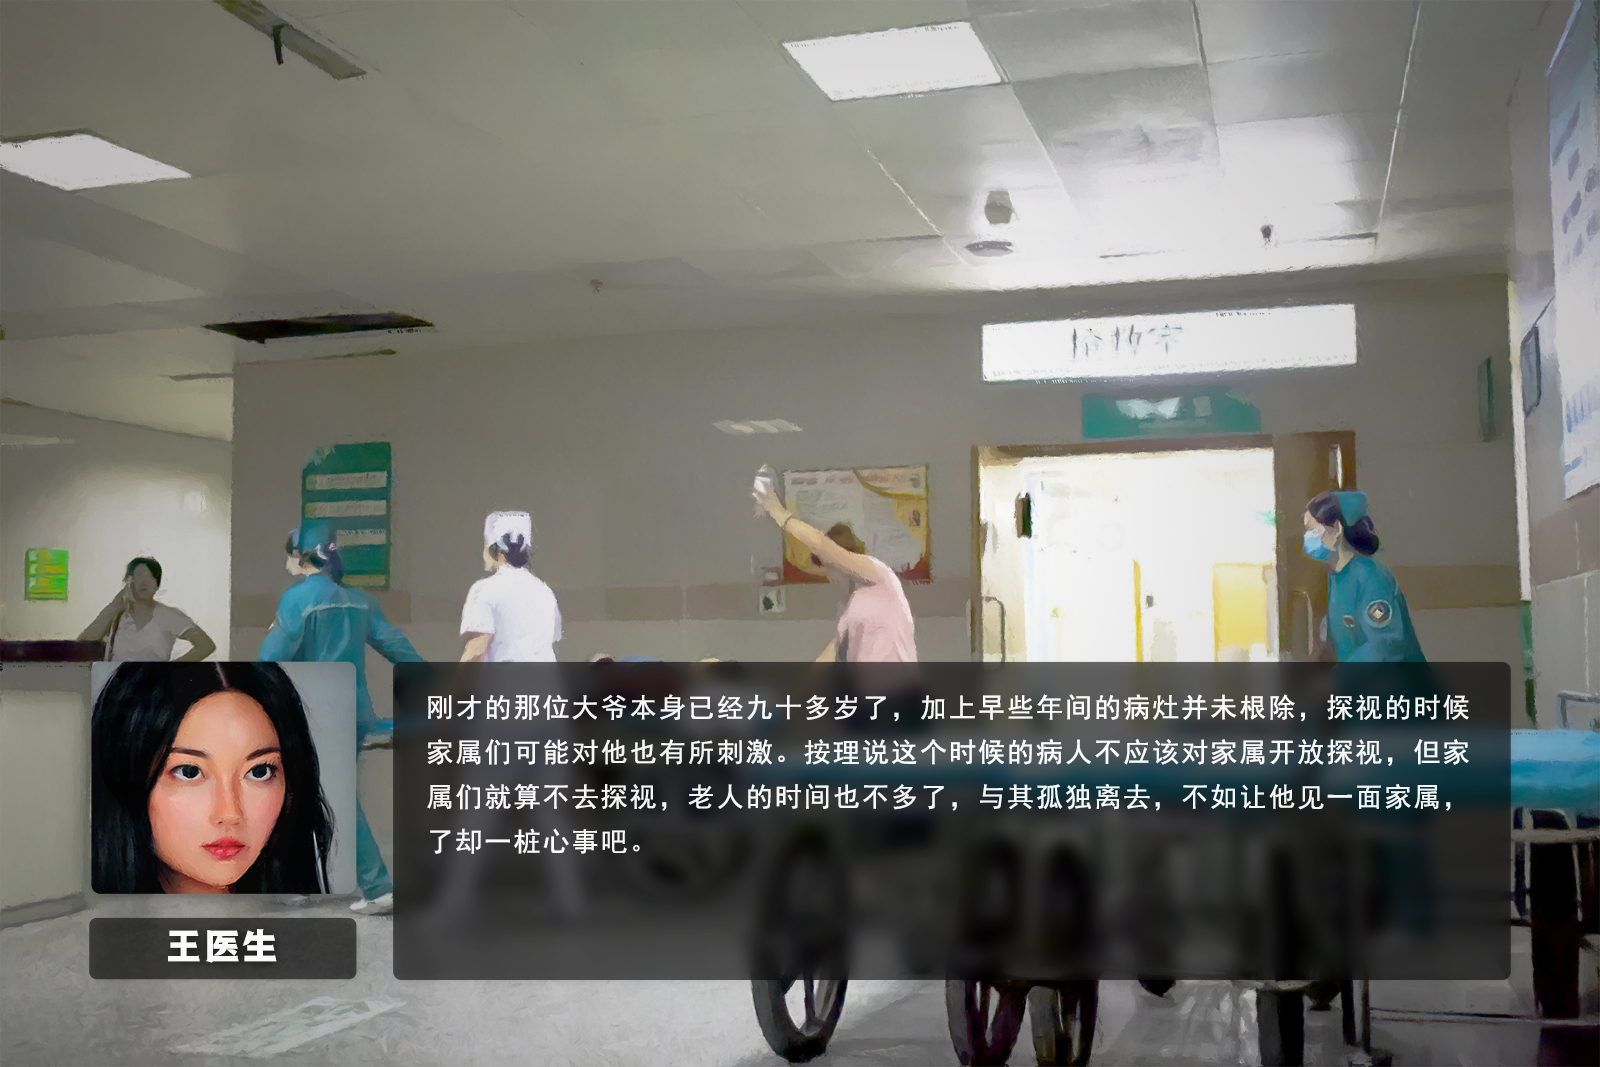 刚才的那位大爷本身已经九十多岁了，加上早些年间的病灶并未根除，探视的时候
家属们可能对他也有所刺激。按理说这个时候的病人不应该对家属开放探视，但家
属们就算不去探视，老人的时间也不多了，与其孤独离去，不如让他见一面家属，
了却一桩心事吧。
王医生